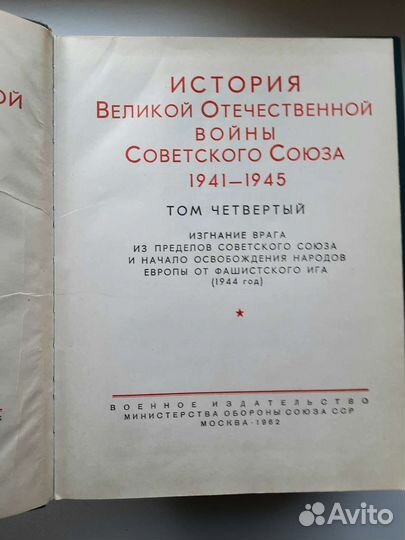 ИСТОРИЯ
ВЕЛИКОЙ ОТЕЧЕСТВЕННОЙ
ВОЙНЫ
СОВЕТСКОГО СОЮЗА
1941—1945
ТОМ ЧЕТВЕРТЫЙ
ИЗГНАНИЕ ВРАГА
ИЗ ПРЕДЕЛОВ СОВЕТСКОГО СОЮЗА
И НАЧАЛО ОСВОБОЖДЕНИЯ НАРОДОВ
ЕВРОПЫ ОТ ФАШИСТСКОГО ИГА
(1944 год)
ВОЕННОЕ ИЗДАТЕЛЬСТВО
МИНИСТЕРСТВА ОБОРОНЫ СОЮЗА ССР
МОСКВА-1962
Avito